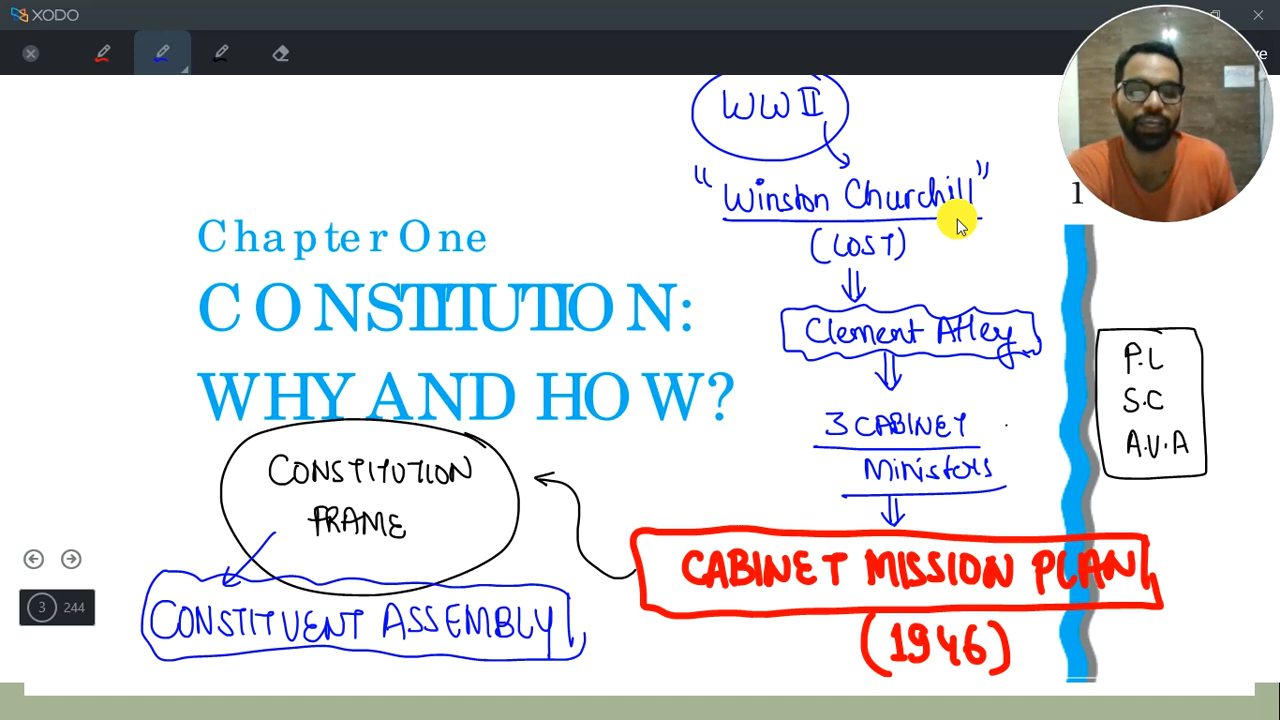 XODO
WW II
"Winston Churchill"
1
(LOST)
Chapter One
CONSTITUTION:
WHY AND HOW?
Clement Atley
3 CABINET
Ministers
P.L
S.C
A.V.A
CONSTITUTION
FRAME
CABINET MISSION PLAN
(1946)
CONSTITUENT ASSEMBLY
3 244